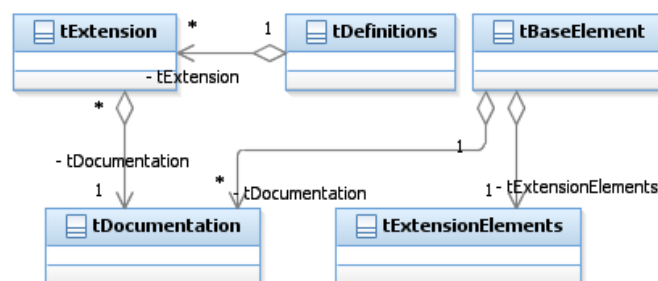 tExtension
* 1
tDefinitions
tBaseElement
- tExtension
*
- tDocumentation
1
1
*
- tDocumentation
1 - tExtensionElements
tDocumentation
tExtensionElements